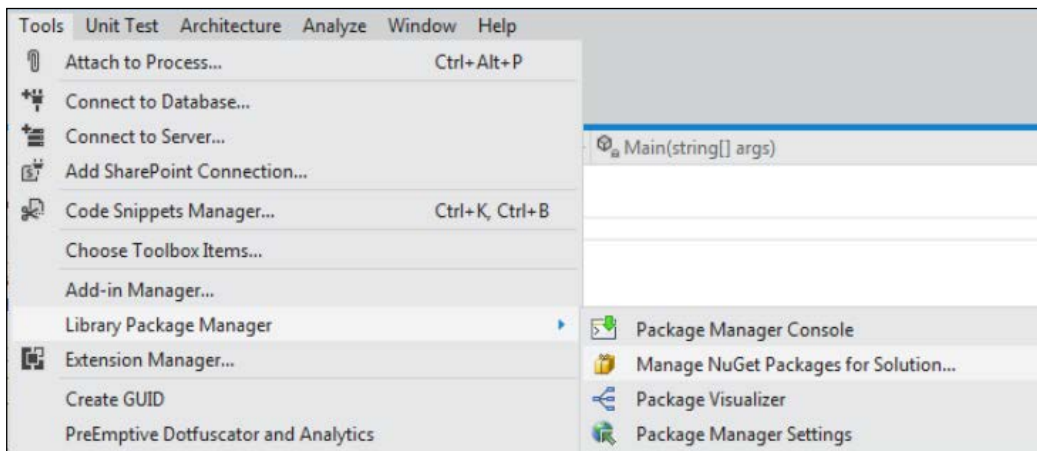 Tools Unit Test Architecture Analyze Window Help
Attach to Process... Ctrl+Alt+P
Connect to Database...
Connect to Server...
Add SharePoint Connection...
Code Snippets Manager... Ctrl+K, Ctrl+B
Choose Toolbox Items...
Add-in Manager...
Library Package Manager
Extension Manager...
Create GUID
PreEmptive Dotfuscator and Analytics
Main(string[] args)
Package Manager Console
Manage NuGet Packages for Solution...
Package Visualizer
Package Manager Settings